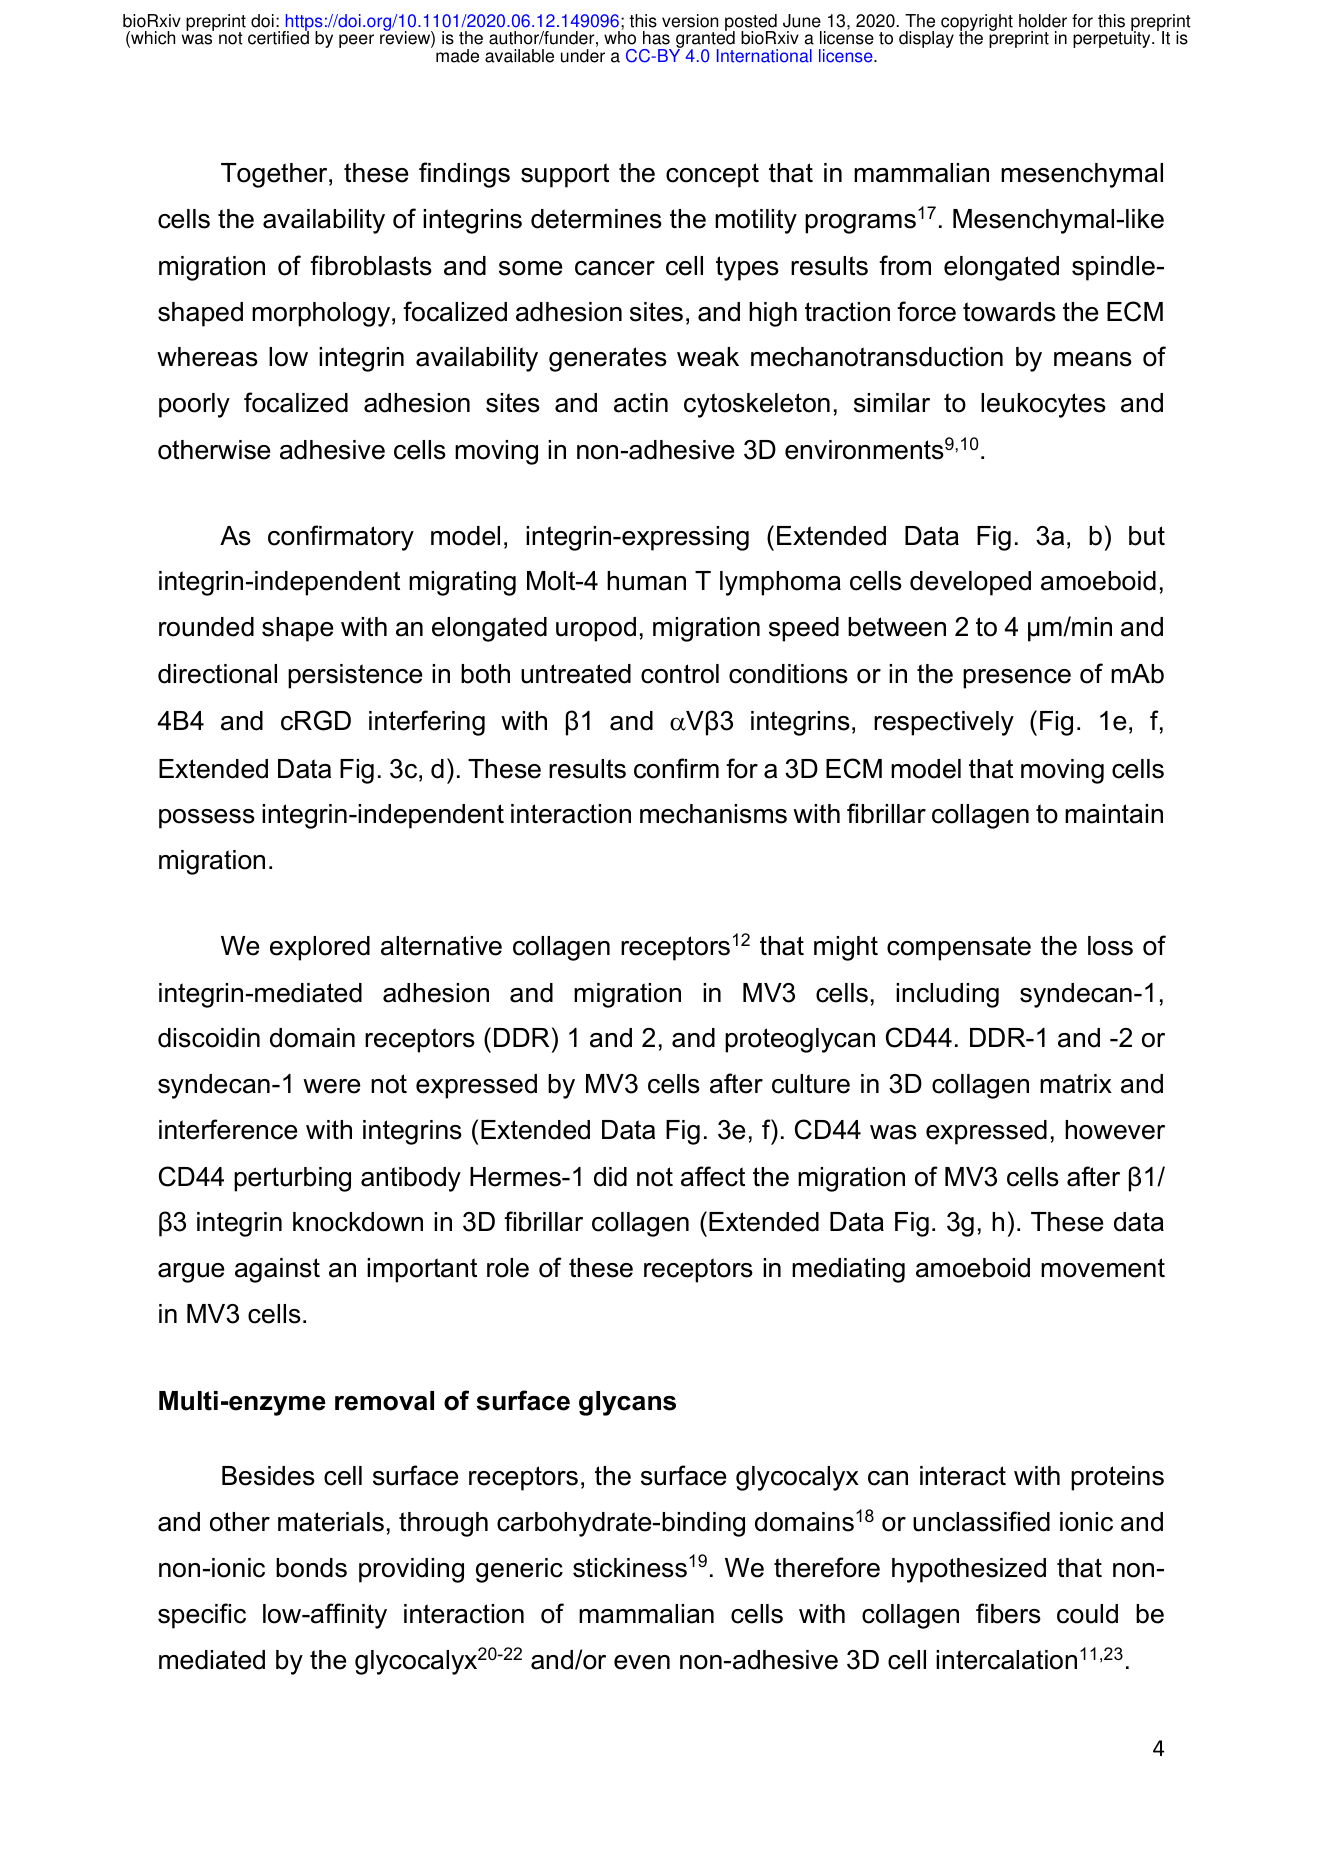 bioRxiv preprint doi: https://doi.org/10.1101/2020.06.12.149096; this version posted June 13, 2020. The copyright holder for this preprint
(which was not certified by peer review) is the author/funder, who has granted bioRxiv a license to display the preprint in perpetuity. It is
made available under a CC-BY 4.0 International license.
Together, these findings support the concept that in mammalian mesenchymal
cells the availability of integrins determines the motility programs17. Mesenchymal-like
migration of fibroblasts and some cancer cell types results from elongated spindle-
shaped morphology, focalized adhesion sites, and high traction force towards the ECM
whereas low integrin availability generates weak mechanotransduction by means of
poorly focalized adhesion sites and actin cytoskeleton, similar to leukocytes and
otherwise adhesive cells moving in non-adhesive 3D environments9,10.
As confirmatory model, integrin-expressing (Extended Data Fig. 3a, b) but
integrin-independent migrating Molt-4 human T lymphoma cells developed amoeboid,
rounded shape with an elongated uropod, migration speed between 2 to 4 µm/min and
directional persistence in both untreated control conditions or in the presence of mAb
4B4 and cRGD interfering with β1 and αVβ3 integrins, respectively (Fig. 1e, f,
Extended Data Fig. 3c, d). These results confirm for a 3D ECM model that moving cells
possess integrin-independent interaction mechanisms with fibrillar collagen to maintain
migration.
We explored alternative collagen receptors12 that might compensate the loss of
integrin-mediated adhesion and migration in MV3 cells, including syndecan-1,
discoidin domain receptors (DDR) 1 and 2, and proteoglycan CD44. DDR-1 and -2 or
syndecan-1 were not expressed by MV3 cells after culture in 3D collagen matrix and
interference with integrins (Extended Data Fig. 3e, f). CD44 was expressed, however
CD44 perturbing antibody Hermes-1 did not affect the migration of MV3 cells after β1/
β3 integrin knockdown in 3D fibrillar collagen (Extended Data Fig. 3g, h). These data
argue against an important role of these receptors in mediating amoeboid movement
in MV3 cells.
Multi-enzyme removal of surface glycans
Besides cell surface receptors, the surface glycocalyx can interact with proteins
and other materials, through carbohydrate-binding domains18 or unclassified ionic and
non-ionic bonds providing generic stickiness19. We therefore hypothesized that non-
specific low-affinity interaction of mammalian cells with collagen fibers could be
mediated by the glycocalyx20-22 and/or even non-adhesive 3D cell intercalation11,23.
4